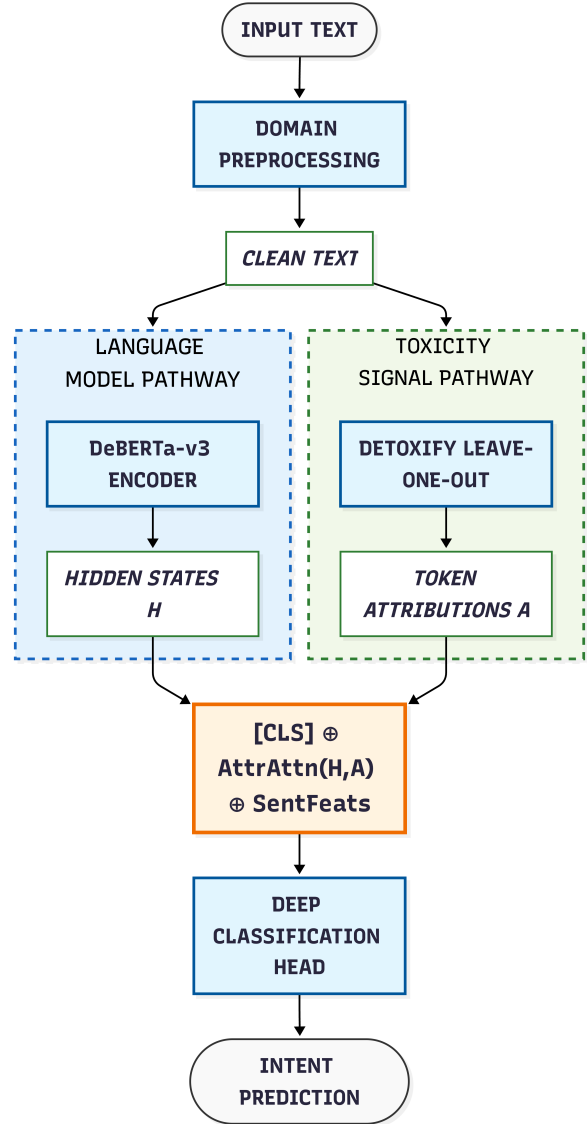 INPUT TEXT
DOMAIN
PREPROCESSING
CLEAN TEXT
LANGUAGE
MODEL PATHWAY
DeBERTa-v3
ENCODER
HIDDEN STATES
H
TOXICITY
SIGNAL PATHWAY
DETOXIFY LEAVE-
ONE-OUT
TOKEN
ATTRIBUTIONS A
[CLS] ⊕
AttrAttn(H,A)
⊕ SentFeats
DEEP
CLASSIFICATION
HEAD
INTENT
PREDICTION